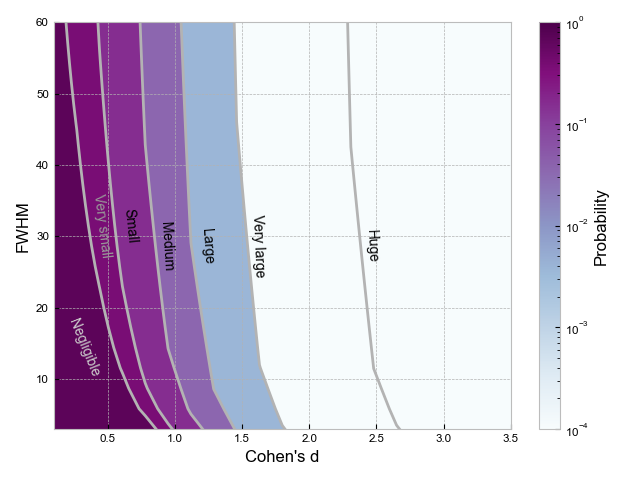 60
50
40
30
20
10
FWHM
Negligible
Very small
Small
Medium
Large
Very large
Huge
0.5
1.0
1.5
2.0
2.5
3.0
3.5
Cohen's d
10⁰
10⁻¹
10⁻²
10⁻³
10⁻⁴
Probability